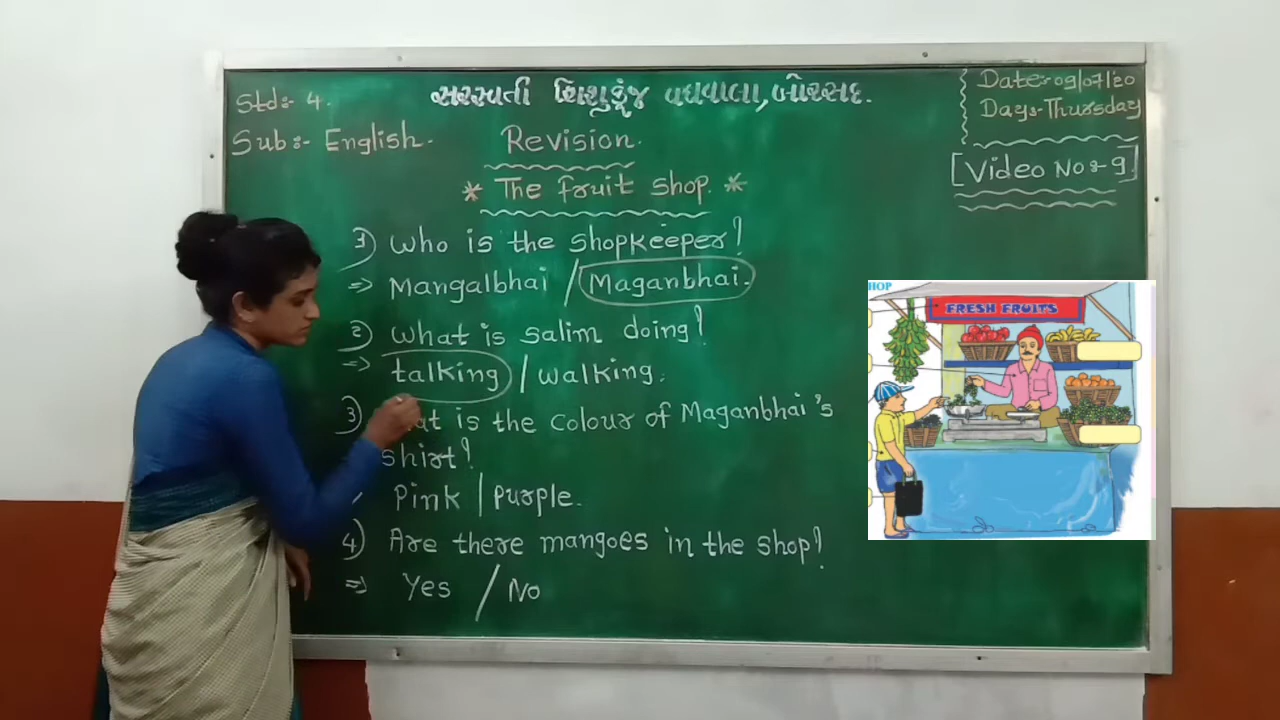 Std:- 4.
સરસ્વતી શિશુકુંજ વઘવાલા, બોરસદ.
Date:- 09/07/20
Day:- Thursday
Sub:- English.
Revision.
[Video No:- 9]
* The fruit shop. *
1) Who is the shopkeeper?
⇒ Mangalbhai / Maganbhai.
2) What is salim doing?
⇒ talking / walking.
3) is the colour of Maganbhai's
shirt?
Pink / purple.
4) Are there mangoes in the shop?
⇒ Yes / No
HOP
FRESH FRUITS